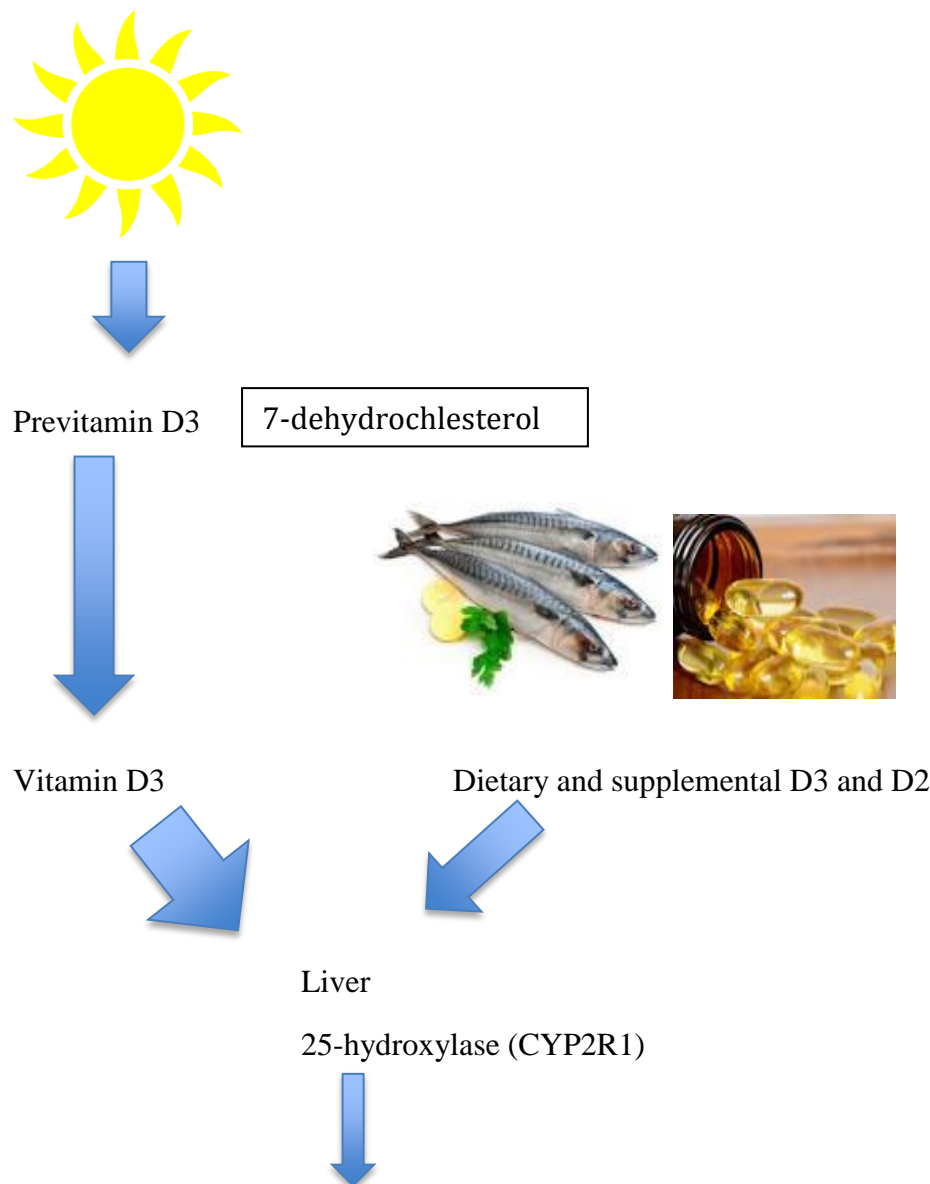 Previtamin D3
7-dehydrochlesterol
Vitamin D3
Dietary and supplemental D3 and D2
Liver
25-hydroxylase (CYP2R1)